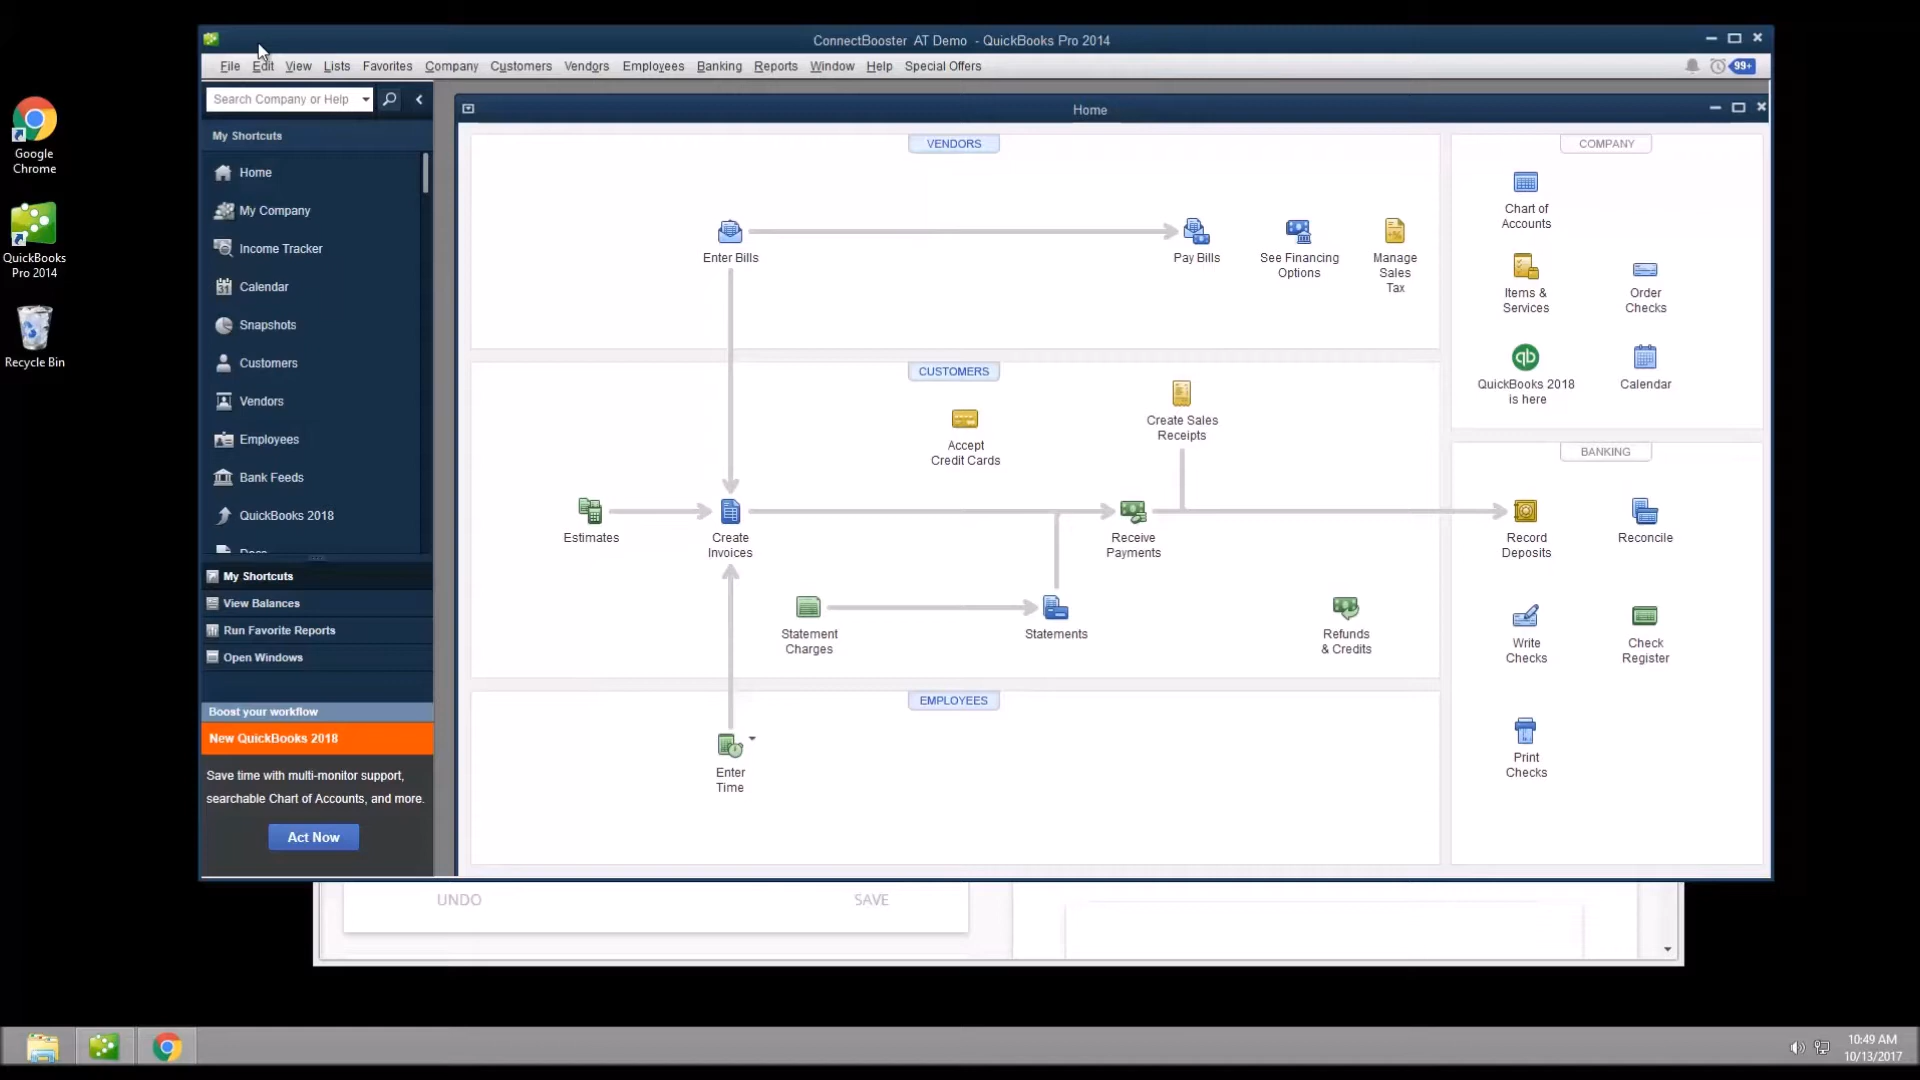 ConnectBooster AT Demo - QuickBooks Pro 2014
File Edit View Lists Favorites Company Customers Vendors Employees Banking Reports Window Help Special Offers
99+
Search Company or Help
My Shortcuts
Home
My Company
Income Tracker
Calendar
Snapshots
Customers
Vendors
Employees
Bank Feeds
QuickBooks 2018
My Shortcuts
View Balances
Run Favorite Reports
Open Windows
Boost your workflow
New QuickBooks 2018
Save time with multi-monitor support,
searchable Chart of Accounts, and more.
Act Now
Home
VENDORS
Enter Bills
Pay Bills
See Financing
Options
Manage
Sales
Tax
CUSTOMERS
Accept
Credit Cards
Create Sales
Receipts
Estimates
Create
Invoices
Receive
Payments
Statement
Charges
Statements
Refunds
& Credits
EMPLOYEES
Enter
Time
COMPANY
Chart of
Accounts
Items &
Services
Order
Checks
qb
QuickBooks 2018
is here
Calendar
BANKING
Record
Deposits
Reconcile
Write
Checks
Check
Register
Print
Checks
Google
Chrome
QuickBooks
Pro 2014
Recycle Bin
UNDO
SAVE
10:49 AM
10/13/2017